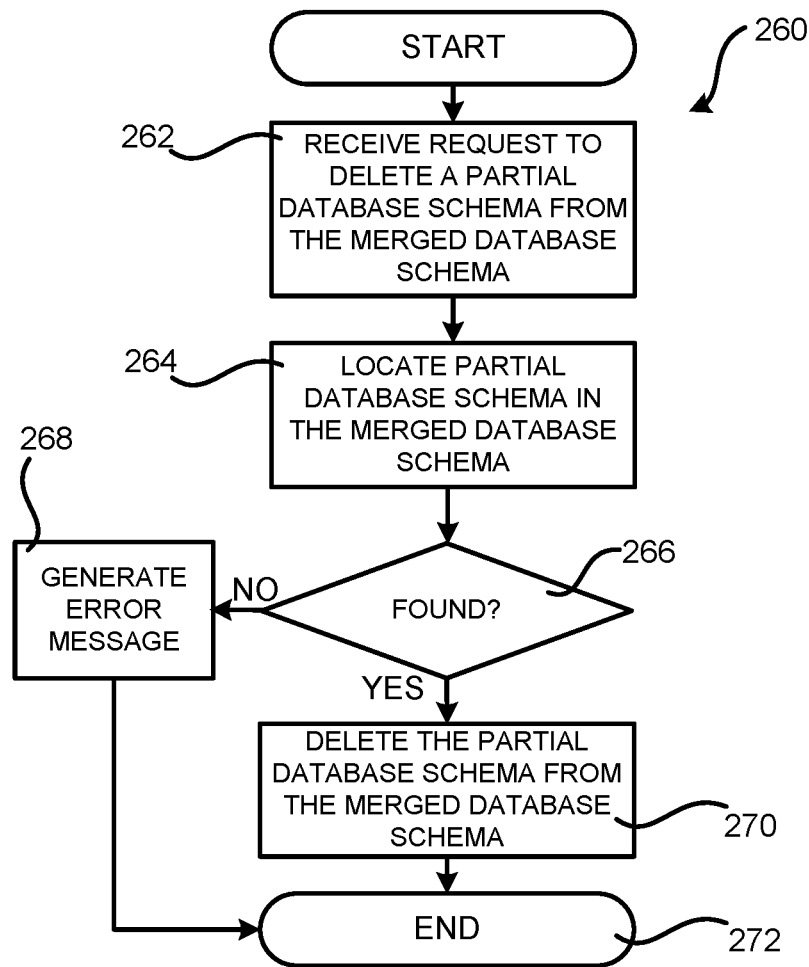 START
260
262
RECEIVE REQUEST TO
DELETE A PARTIAL
DATABASE SCHEMA FROM
THE MERGED DATABASE
SCHEMA
264
LOCATE PARTIAL
DATABASE SCHEMA IN
THE MERGED DATABASE
SCHEMA
268
266
GENERATE
ERROR
MESSAGE
NO
FOUND?
YES
DELETE THE PARTIAL
DATABASE SCHEMA FROM
THE MERGED DATABASE
SCHEMA
270
END
272